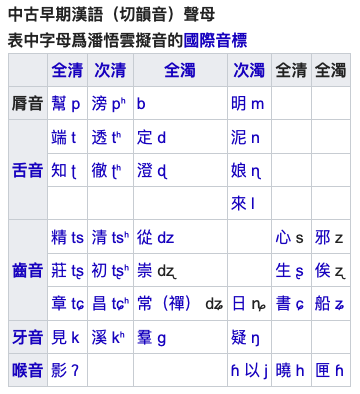 中古早期漢語（切韻音）聲母
表中字母爲潘悟雲擬音的國際音標
全清 次清 全濁 次濁 全清 全濁
脣音 幫 p 滂 pʰ b 明 m
舌音 端 t 透 tʰ 定 d 泥 n
知 ʈ 徹 ʈʰ 澄 ɖ 娘 ɳ
來 l
齒音 精 ts 清 tsʰ 從 dz 心 s 邪 z
莊 tʂ 初 tʂʰ 崇 dʐ 生 ʂ 俟 ʐ
章 tɕ 昌 tɕʰ 常（禪） dʑ 日 ȵ 書 ɕ 船 ʑ
牙音 見 k 溪 kʰ 羣 g 疑 ŋ
喉音 影 ʔ ɦ 以 j 曉 h 匣 ɦ